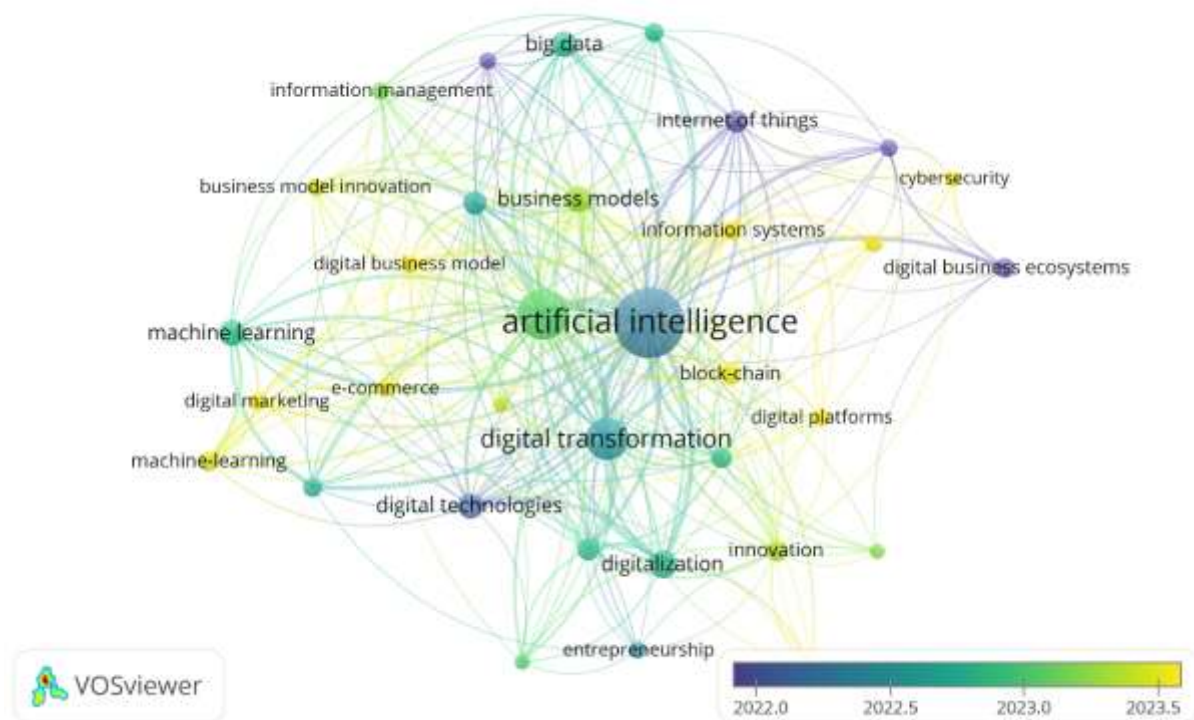 big data
information management
internet of things
cybersecurity
business model innovation
business models
information systems
digital business model
digital business ecosystems
artificial intelligence
machine learning
block-chain
e-commerce
digital marketing
digital platforms
digital transformation
machine-learning
digital technologies
innovation
digitalization
entrepreneurship
VOSviewer
2022.0 2022.5 2023.0 2023.5